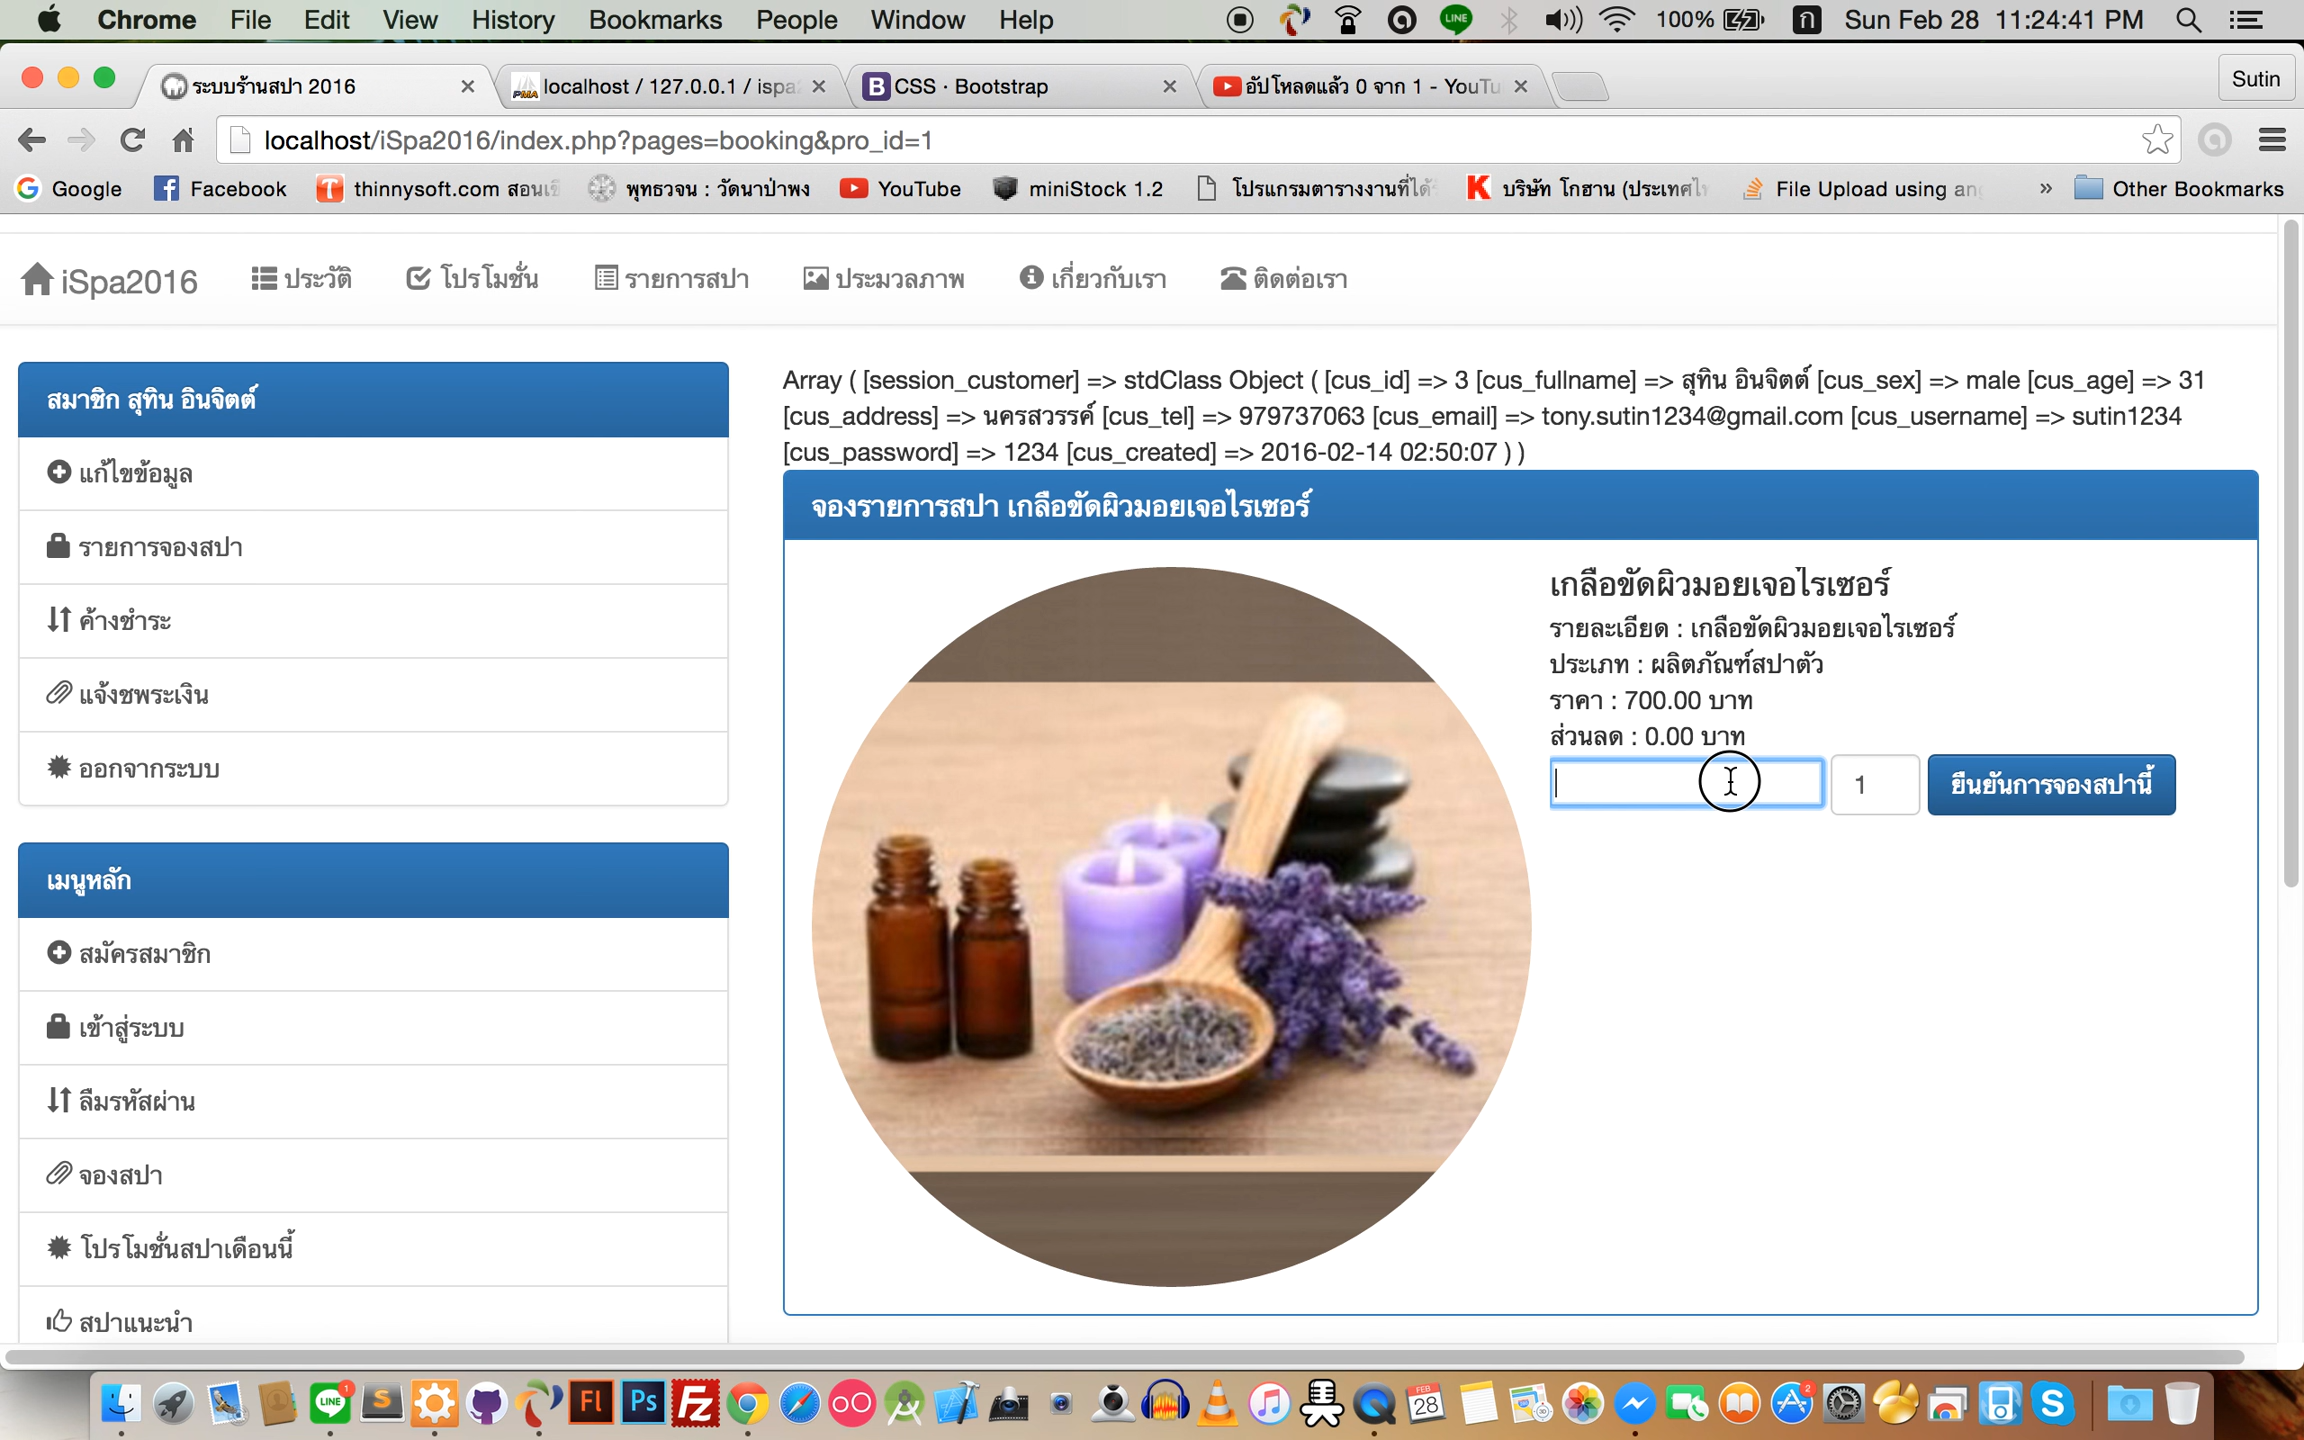 Chrome File Edit View History Bookmarks People Window Help LINE 100% ก Sun Feb 28 11:24:41 PM
ระบบร้านสปา 2016 localhost / 127.0.0.1 / ispa2 CSS · Bootstrap อัปโหลดแล้ว 0 จาก 1 - YouTu Sutin
localhost/iSpa2016/index.php?pages=booking&pro_id=1
Google Facebook thinnysoft.com สอนเขี พุทธวจน : วัดนาป่าพง YouTube miniStock 1.2 โปรแกรมตารางงานที่ได้ บริษัท โกฮาน (ประเทศไ File Upload using ang » Other Bookmarks
iSpa2016 ประวัติ โปรโมชั่น รายการสปา ประมวลภาพ เกี่ยวกับเรา ติดต่อเรา
สมาชิก สุทิน อินจิตต์
แก้ไขข้อมูล
รายการจองสปา
ค้างชำระ
แจ้งชพระเงิน
ออกจากระบบ
เมนูหลัก
สมัครสมาชิก
เข้าสู่ระบบ
ลืมรหัสผ่าน
จองสปา
โปรโมชั่นสปาเดือนนี้
สปาแนะนำ
Array ( [session_customer] => stdClass Object ( [cus_id] => 3 [cus_fullname] => สุทิน อินจิตต์ [cus_sex] => male [cus_age] => 31
[cus_address] => นครสวรรค์ [cus_tel] => 979737063 [cus_email] => tony.sutin1234@gmail.com [cus_username] => sutin1234
[cus_password] => 1234 [cus_created] => 2016-02-14 02:50:07 ) )
จองรายการสปา เกลือขัดผิวมอยเจอไรเซอร์
เกลือขัดผิวมอยเจอไรเซอร์
รายละเอียด : เกลือขัดผิวมอยเจอไรเซอร์
ประเภท : ผลิตภัณฑ์สปาตัว
ราคา : 700.00 บาท
ส่วนลด : 0.00 บาท
1 ยืนยันการจองสปานี้
LINE 1 S Fl Ps Fz FEB 28 2 S